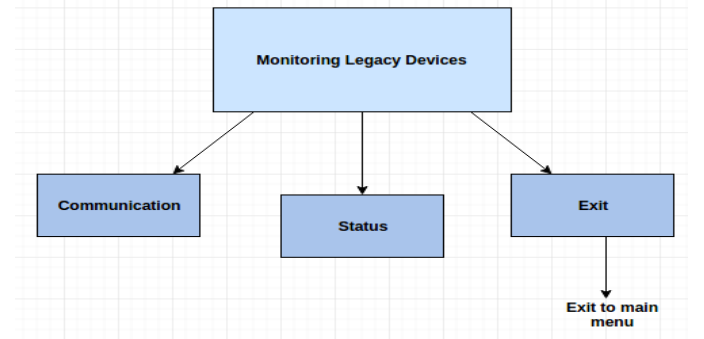 Monitoring Legacy Devices
Communication
Status
Exit
Exit to main
menu